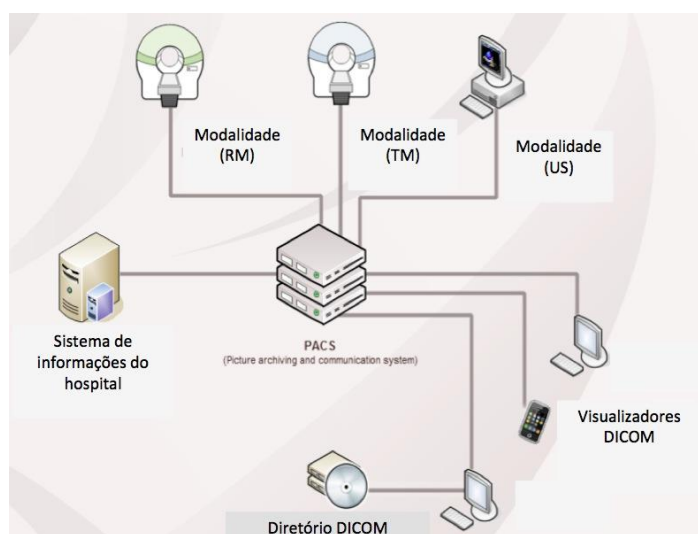 Modalidade
(RM)
Modalidade
(TM)
Modalidade
(US)
Sistema de
informações do
hospital
PACS
(Picture archiving and communication system)
Visualizadores
DICOM
Diretório DICOM